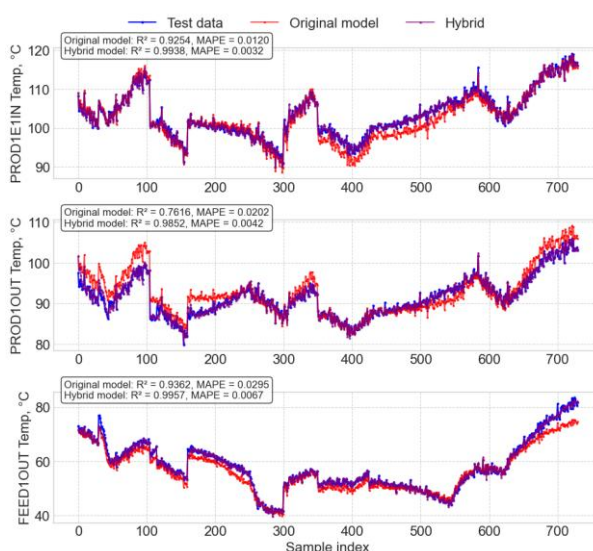 Test data Original model Hybrid
Original model: R² = 0.9254, MAPE = 0.0120
Hybrid model: R² = 0.9938, MAPE = 0.0032
PROD1E1IN Temp, °C
120
110
100
90
0 100 200 300 400 500 600 700
Original model: R² = 0.7616, MAPE = 0.0202
Hybrid model: R² = 0.9852, MAPE = 0.0042
PROD1OUT Temp, °C
110
100
90
80
0 100 200 300 400 500 600 700
Original model: R² = 0.9362, MAPE = 0.0295
Hybrid model: R² = 0.9957, MAPE = 0.0067
FEED1OUT Temp, °C
80
60
40
0 100 200 300 400 500 600 700
Sample index